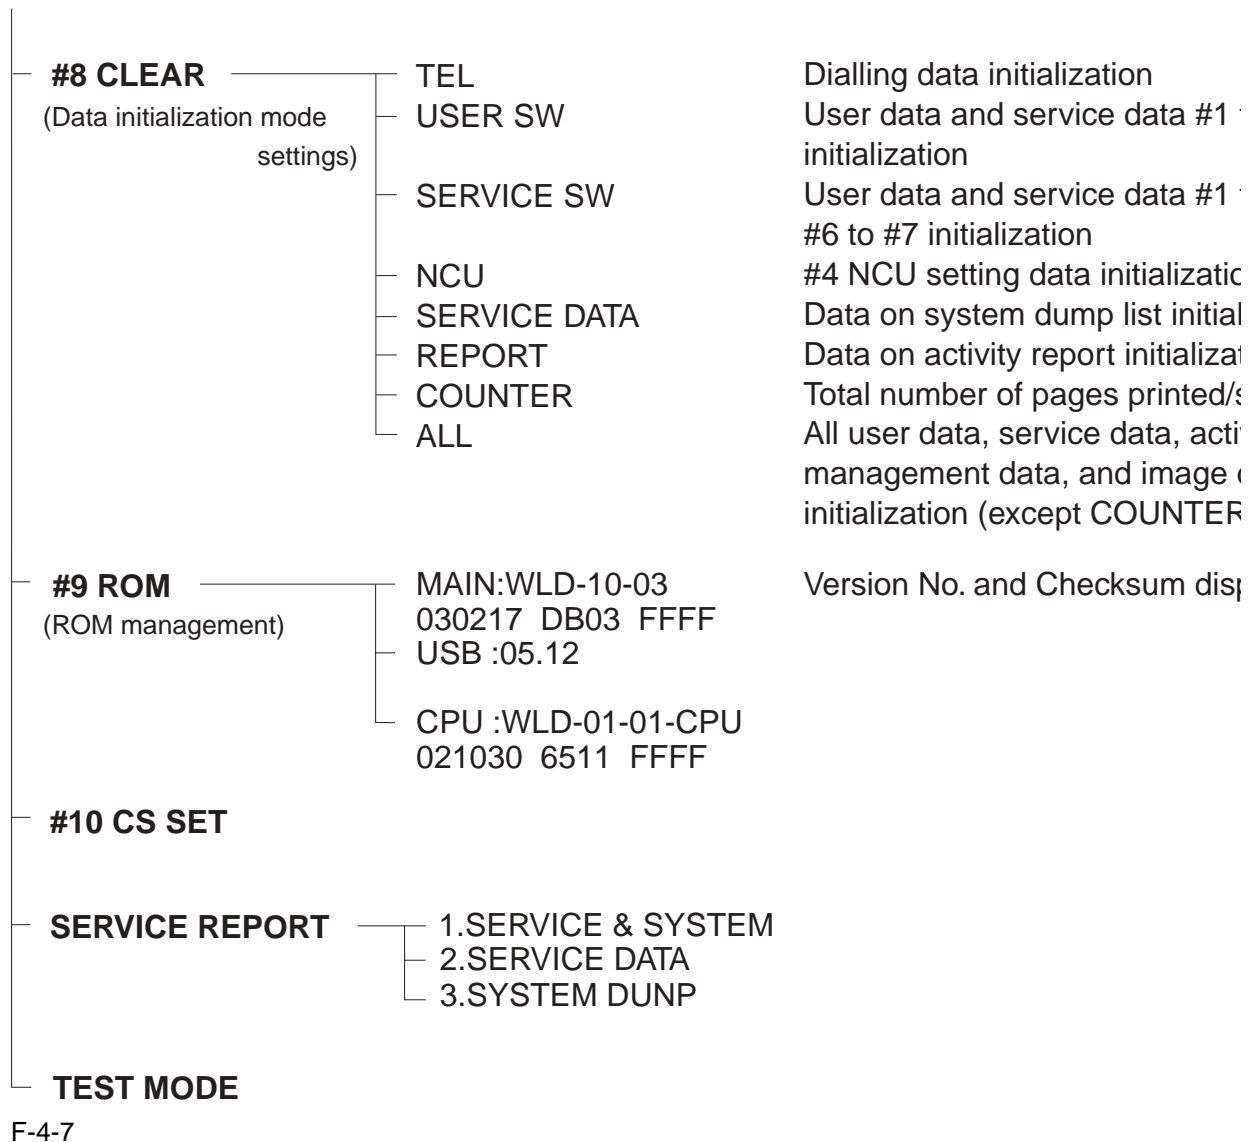 #8 CLEAR TEL Dialling data initialization
(Data initialization mode USER SW User data and service data #1
settings) initialization
SERVICE SW User data and service data #1
#6 to #7 initialization
NCU #4 NCU setting data
SERVICE DATA Data on system dump list
REPORT Data on activity report
COUNTER Total number of pages printed/
ALL All user data, service data,
management data, and image
initialization (except COUNTER
#9 ROM MAIN:WLD-10-03 Version No. and Checksum
(ROM management) 030217 DB03 FFFF
USB :05.12
CPU :WLD-01-01-CPU
021030 6511 FFFF
#10 CS SET
SERVICE REPORT 1.SERVICE & SYSTEM
2.SERVICE DATA
3.SYSTEM DUNP
TEST MODE
F-4-7